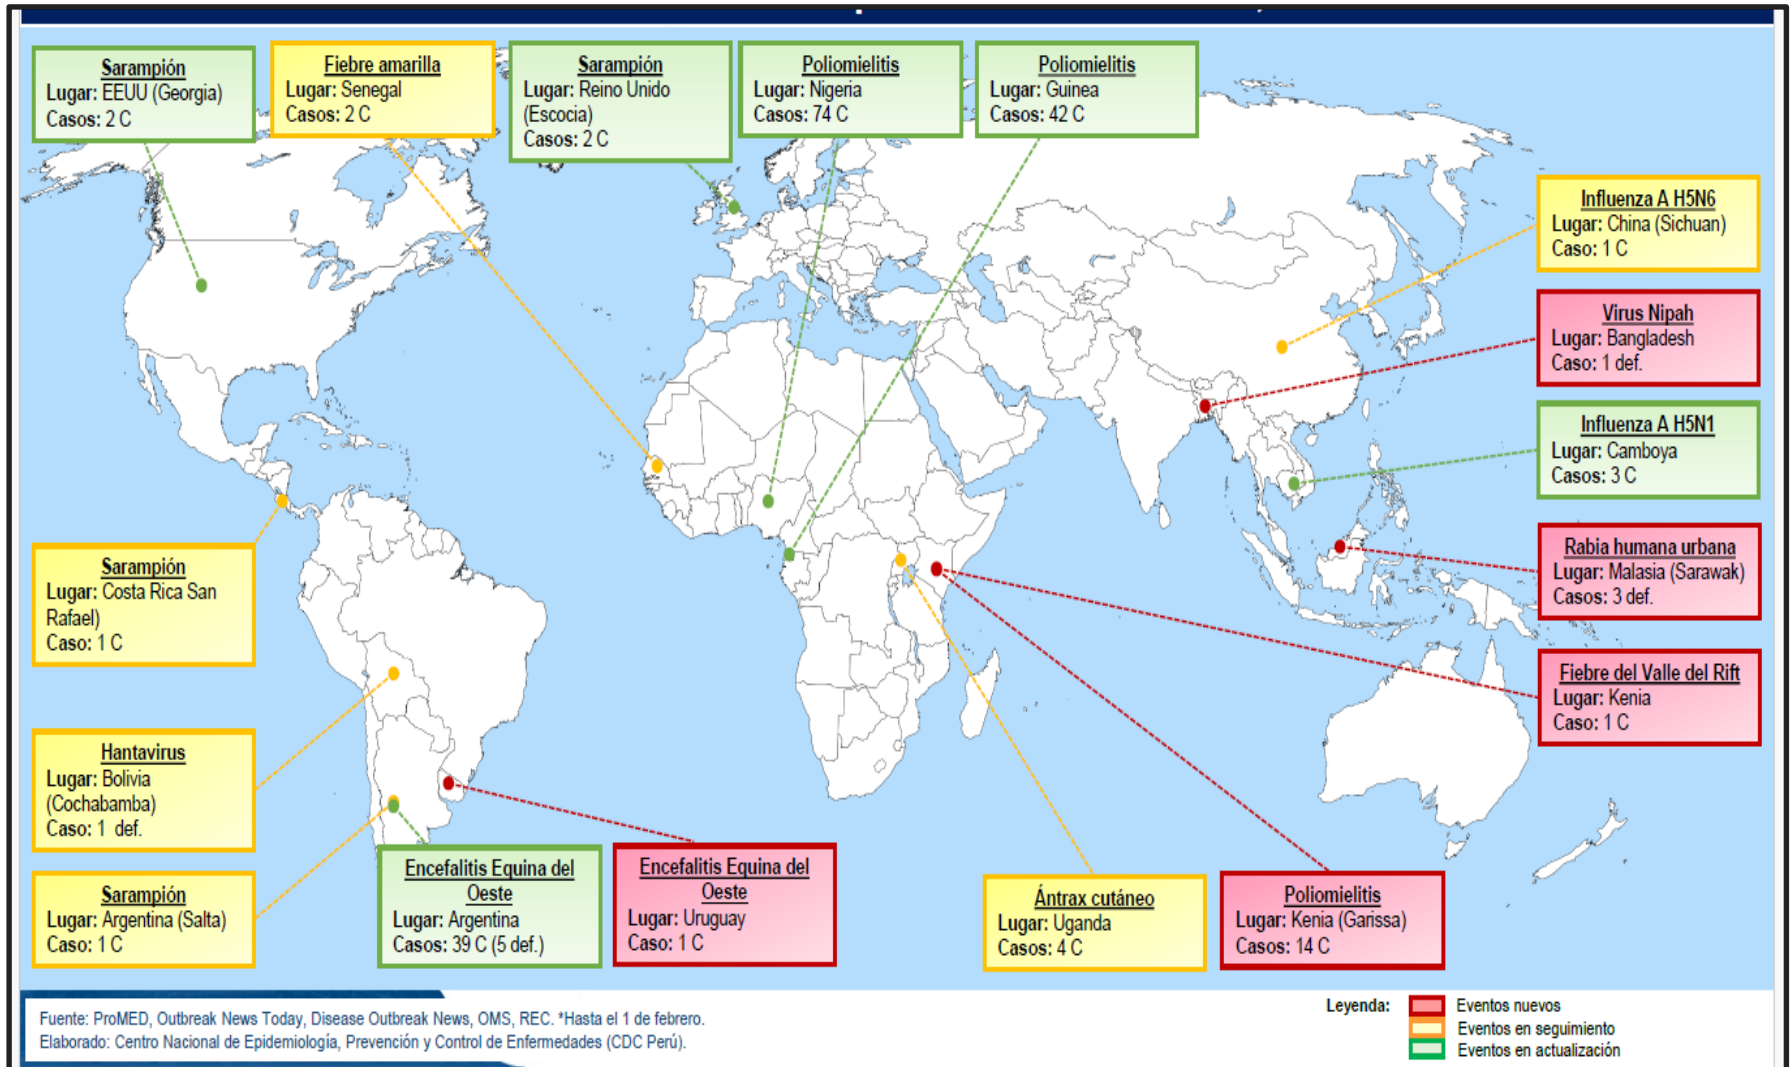 Sarampión
Lugar: EEUU (Georgia)
Casos: 2 C
Fiebre amarilla
Lugar: Senegal
Casos: 2 C
Sarampión
Lugar: Reino Unido
(Escocia)
Casos: 2 C
Poliomielitis
Lugar: Nigeria
Casos: 74 C
Poliomielitis
Lugar: Guinea
Casos: 42 C
Influenza A H5N6
Lugar: China (Sichuan)
Caso: 1 C
Virus Nipah
Lugar: Bangladesh
Caso: 1 def.
Influenza A H5N1
Lugar: Camboya
Casos: 3 C
Rabia humana urbana
Lugar: Malasia (Sarawak)
Casos: 3 def.
Fiebre del Valle del Rift
Lugar: Kenia
Caso: 1 C
Sarampión
Lugar: Costa Rica San
Rafael)
Caso: 1 C
Hantavirus
Lugar: Bolivia
(Cochabamba)
Caso: 1 def.
Sarampión
Lugar: Argentina (Salta)
Caso: 1 C
Encefalitis Equina del
Oeste
Lugar: Argentina
Casos: 39 C (5 def.)
Encefalitis Equina del
Oeste
Lugar: Uruguay
Caso: 1 C
Ántrax cutáneo
Lugar: Uganda
Casos: 4 C
Poliomielitis
Lugar: Kenia (Garissa)
Casos: 14 C
Fuente: ProMED, Outbreak News Today, Disease Outbreak News, OMS, REC. *Hasta el 1 de febrero.
Elaborado: Centro Nacional de Epidemiología, Prevención y Control de Enfermedades (CDC Perú).
Leyenda:
Eventos nuevos
Eventos en seguimiento
Eventos en actualización